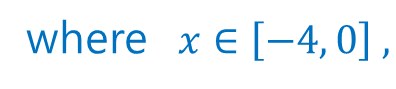 where x ∈ [−4, 0] ,